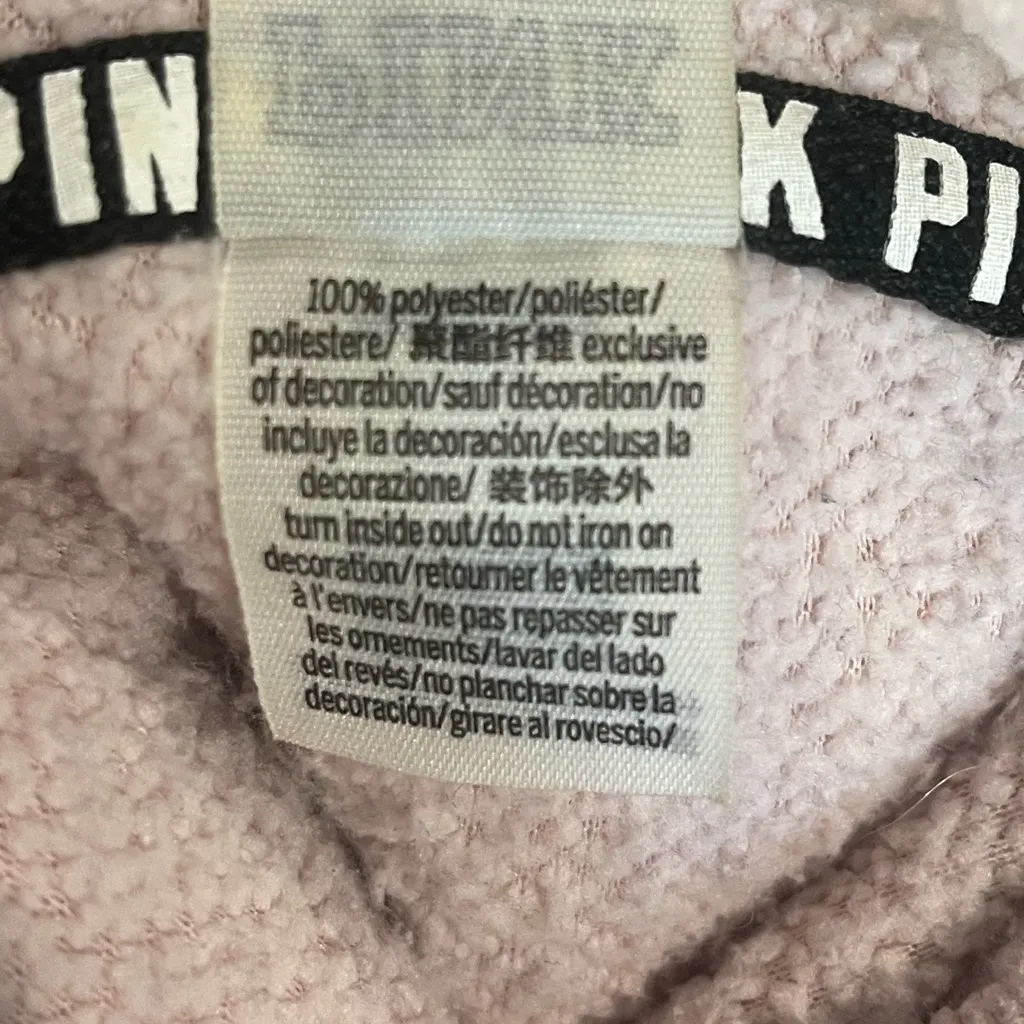 PIN
K PI
100% polyester/poliéster/
poliestere/ 聚酯纤维 exclusive
of decoration/sauf décoration/no
incluye la decoración/esclusa la
decorazione/ 装饰除外
turn inside out/do not iron on
decoration/retourner le vêtement
à l'envers/ne pas repasser sur
les ornements/lavar del lado
del revés/no planchar sobre la
decoración/girare al rovescio/